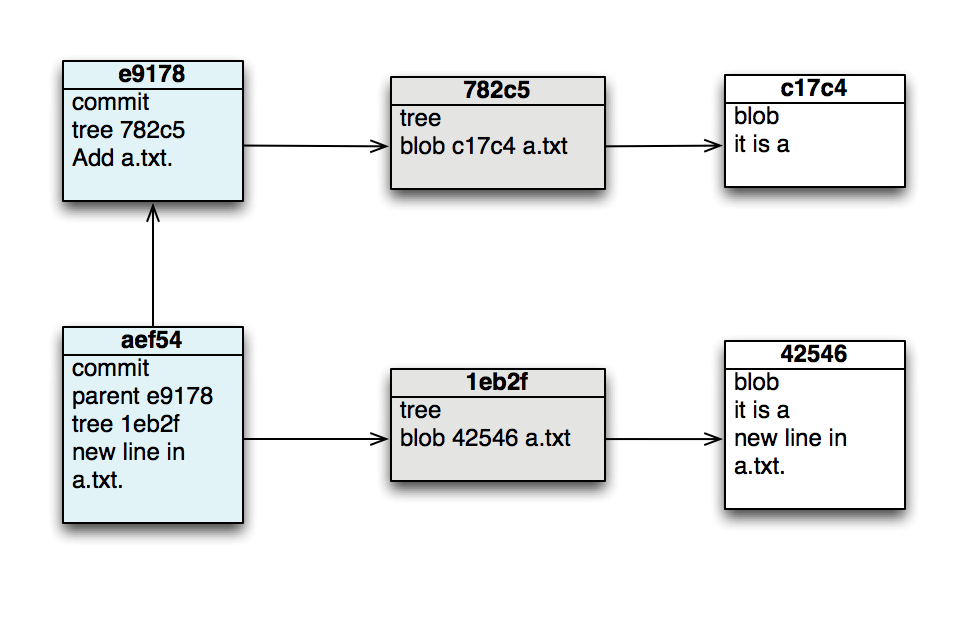 e9178
commit
tree 782c5
Add a.txt.
782c5
tree
blob c17c4 a.txt
c17c4
blob
it is a
aef54
commit
parent e9178
tree 1eb2f
new line in
a.txt.
1eb2f
tree
blob 42546 a.txt
42546
blob
it is a
new line in
a.txt.